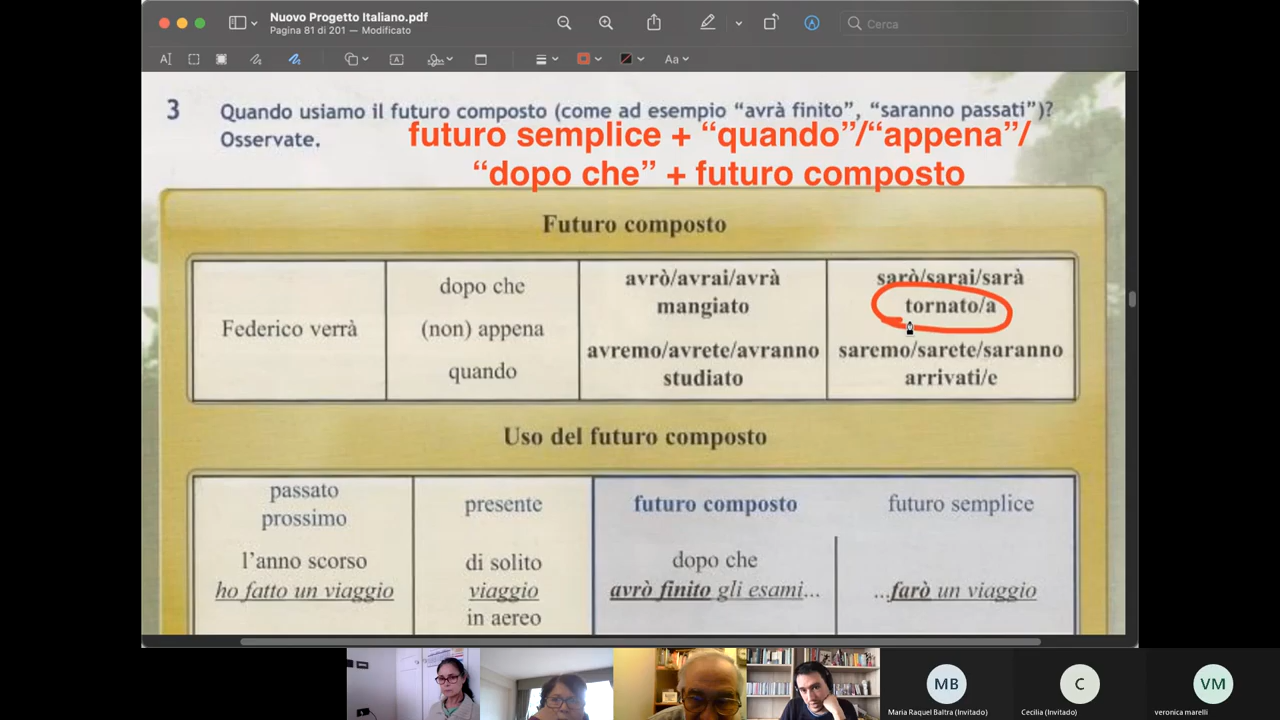 Nuovo Progetto Italiano.pdf
Pagina 81 di 201 — Modificato
Cerca
Aa
3 Quando usiamo il futuro composto (come ad esempio “avrà finito”, “saranno passati”)?
Osservate.
futuro semplice + “quando”/“appena”/
“dopo che” + futuro composto
Futuro composto
Federico verrà
dopo che
(non) appena
quando
avrò/avrai/avrà
mangiato
avremo/avrete/avranno
studiato
sarò/sarai/sarà
tornato/a
saremo/sarete/saranno
arrivati/e
Uso del futuro composto
passato
prossimo
l’anno scorso
ho fatto un viaggio
presente
di solito
viaggio
in aereo
futuro composto
dopo che
avrò finito gli esami...
futuro semplice
...farò un viaggio
MB
Maria Raquel Baltra (Invitado)
C
Cecilia (Invitado)
VM
veronica marelli